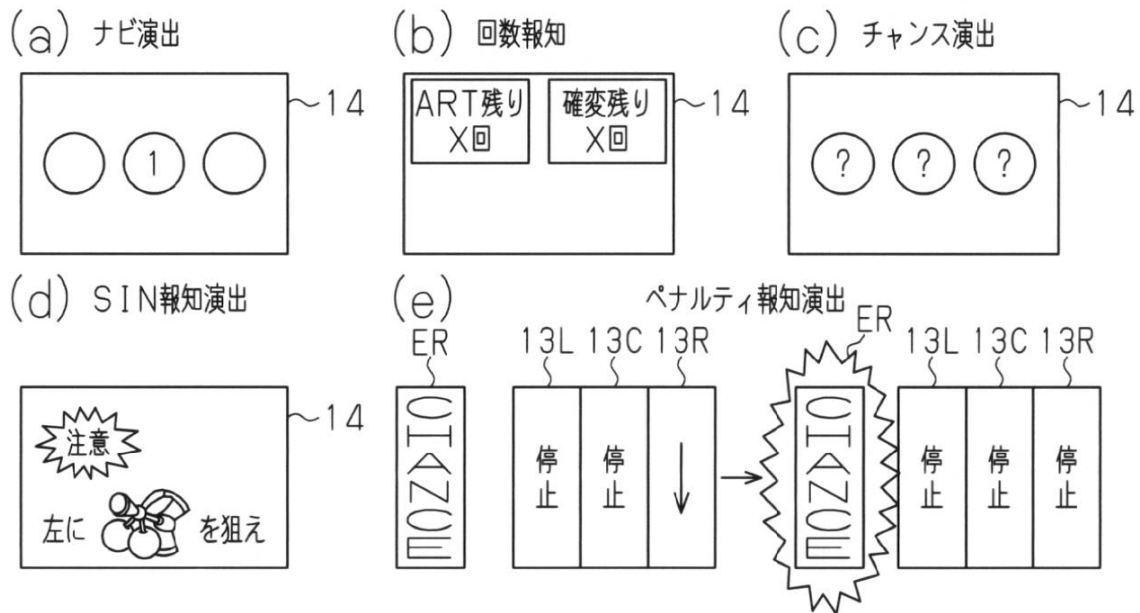 (a) ナビ演出
14
1
(b) 回数報知
ART残り
X回
確変残り
X回
14
(c) チャンス演出
? ? ?
14
(d) SIN報知演出
14
注意
左に を狙え
(e) ペナルティ報知演出
ER 13L 13C 13R
CHANCE
停止 停止
ER 13L 13C 13R
CHANCE
停止 停止 停止